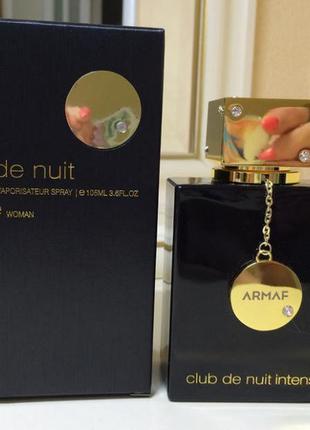 de nuit
VAPORISATEUR SPRAY | e 105ML 3.6FL.OZ
WOMAN
ARMAF
club de nuit intens